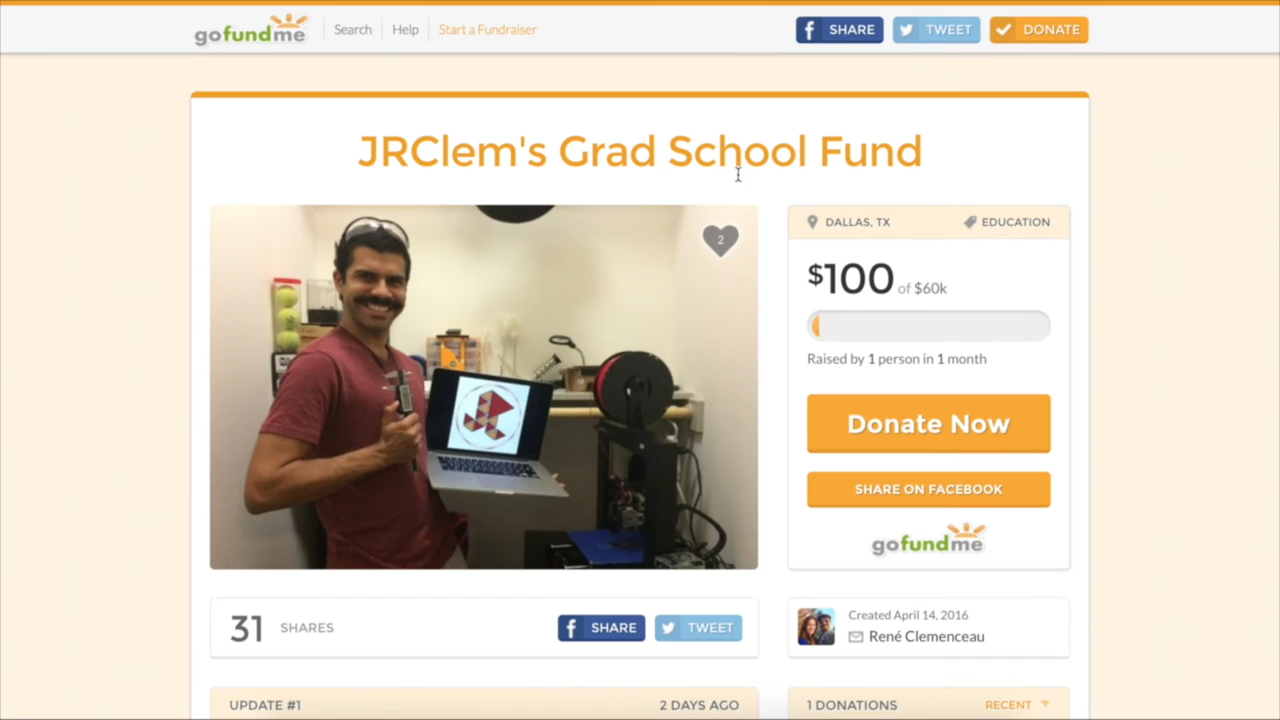 gofundme
Search
Help
Start a Fundraiser
SHARE
TWEET
DONATE
JRClem's Grad School Fund
2
DALLAS, TX
EDUCATION
$100 of $60k
Raised by 1 person in 1 month
Donate Now
SHARE ON FACEBOOK
gofundme
31 SHARES
SHARE
TWEET
Created April 14, 2016
René Clemenceau
UPDATE #1
2 DAYS AGO
1 DONATIONS
RECENT